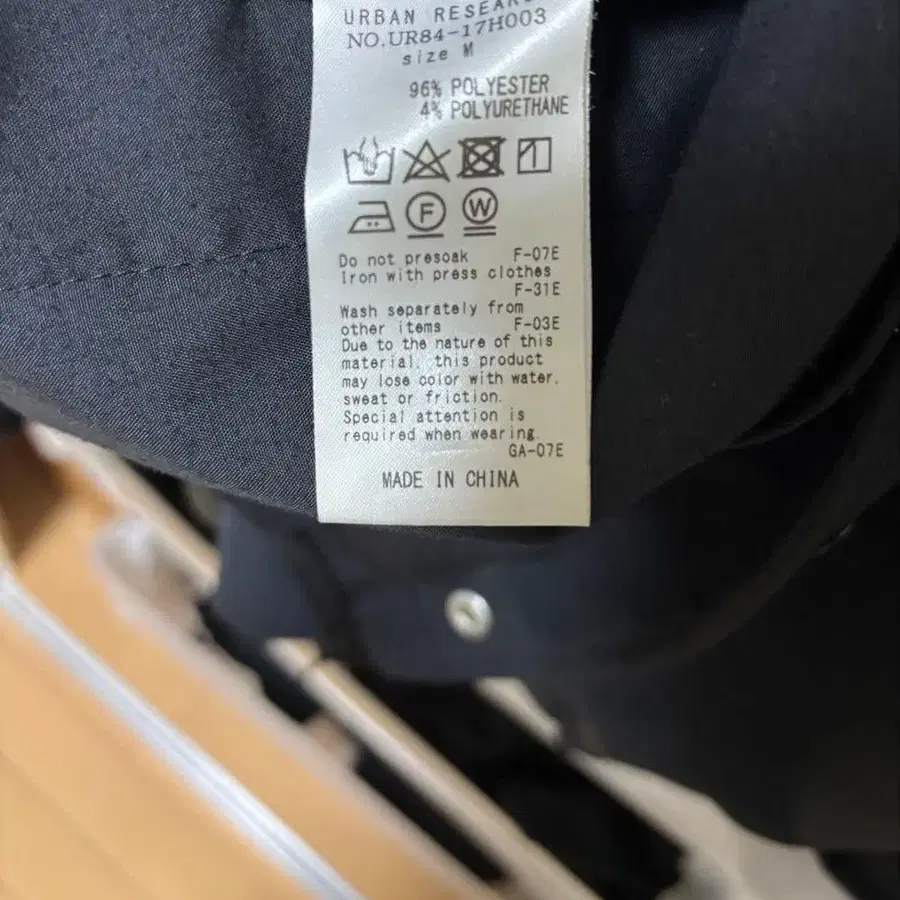 URBAN RESEARC
NO.UR84-17H003
size M
96% POLYESTER
4% POLYURETHANE
F W
Do not presoak F-07E
Iron with press clothes
F-31E
Wash separately from
other items F-03E
Due to the nature of this
material, this product
may lose color with water,
sweat or friction.
Special attention is
required when wearing.
GA-07E
MADE IN CHINA